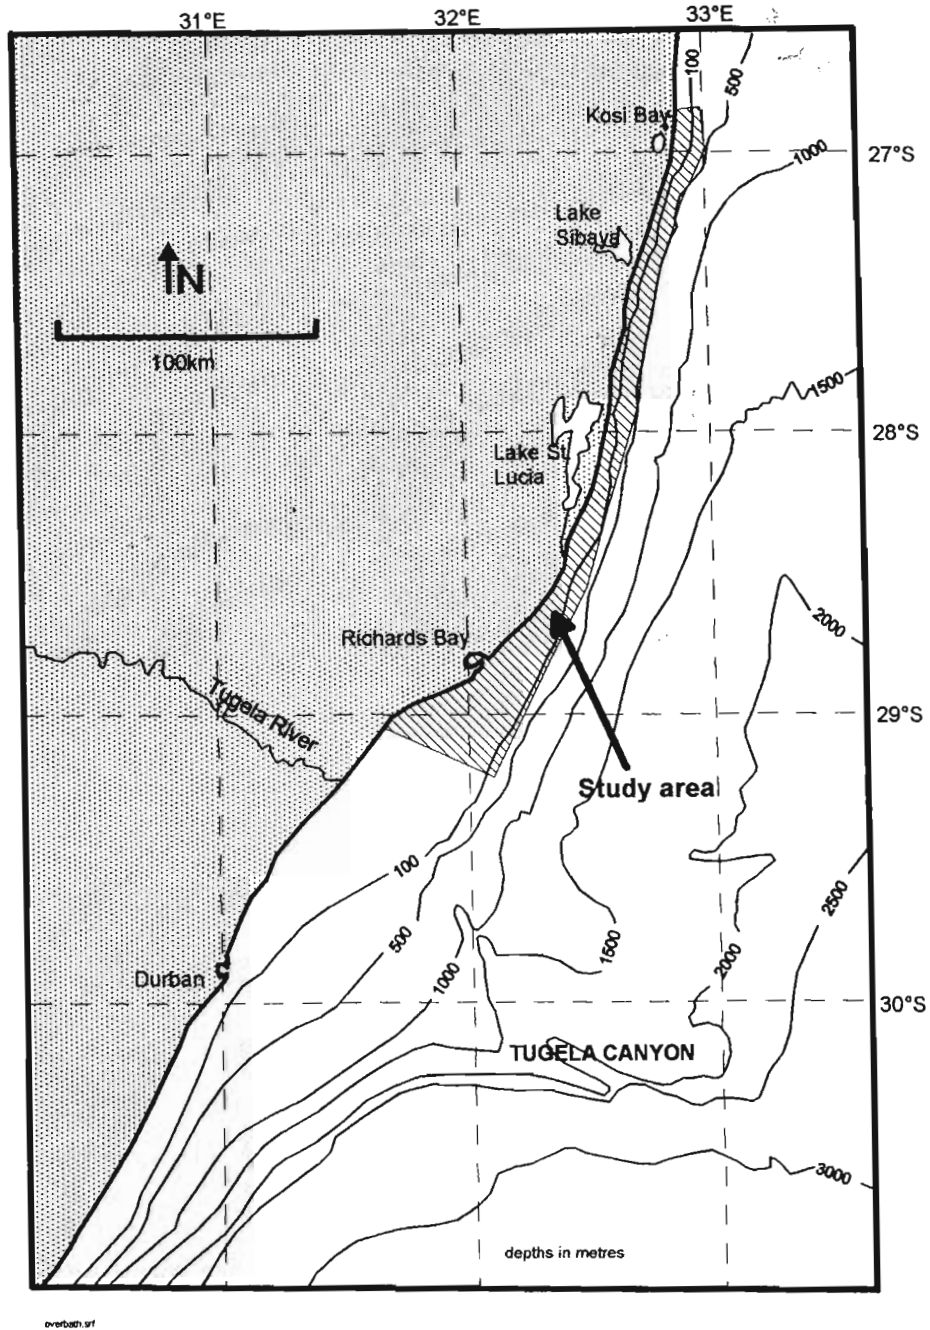 31°E 32°E 33°E
100
500
Kosi Bay
27°S
1000
Lake
Sibaya
N
100km
1500
28°S
Lake St.
Lucia
2000
Richards Bay
Tugela River
29°S
Study area
100
2500
500
1500
2000
1000
Durban
30°S
TUGELA CANYON
3000
depths in metres
overbath.srf